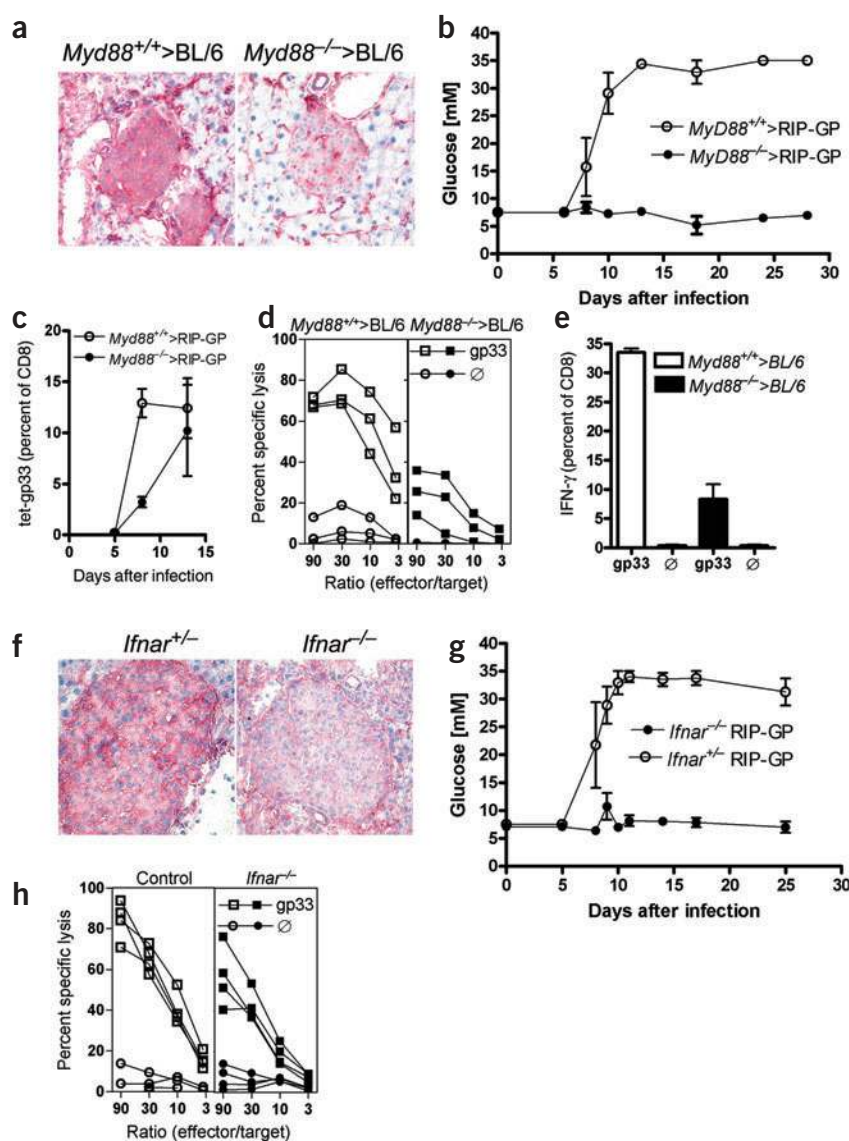 a
Myd88+/+>BL/6 Myd88–/–>BL/6
b
Glucose [mM]
40
35
30
25
20
15
10
5
0
MyD88+/+>RIP-GP
MyD88–/–>RIP-GP
0 5 10 15 20 25 30
Days after infection
c
tet-gp33 (percent of CD8)
20
15
10
5
0
Myd88+/+>RIP-GP
Myd88–/–>RIP-GP
0 5 10 15
Days after infection
d
Myd88+/+>BL/6 Myd88–/–>BL/6
Percent specific lysis
100
80
60
40
20
0
gp33
∅
90 30 10 3 90 30 10 3
Ratio (effector/target)
e
IFN-γ (percent of CD8)
35
30
25
20
15
10
5
0
Myd88+/+>BL/6
Myd88–/–>BL/6
gp33 ∅ gp33 ∅
f
Ifnar+/– Ifnar–/–
g
Glucose [mM]
40
35
30
25
20
15
10
5
0
Ifnar–/– RIP-GP
Ifnar+/– RIP-GP
0 5 10 15 20 25 30
Days after infection
h
Control Ifnar–/–
Percent specific lysis
100
80
60
40
20
0
gp33
∅
90 30 10 3 90 30 10 3
Ratio (effector/target)